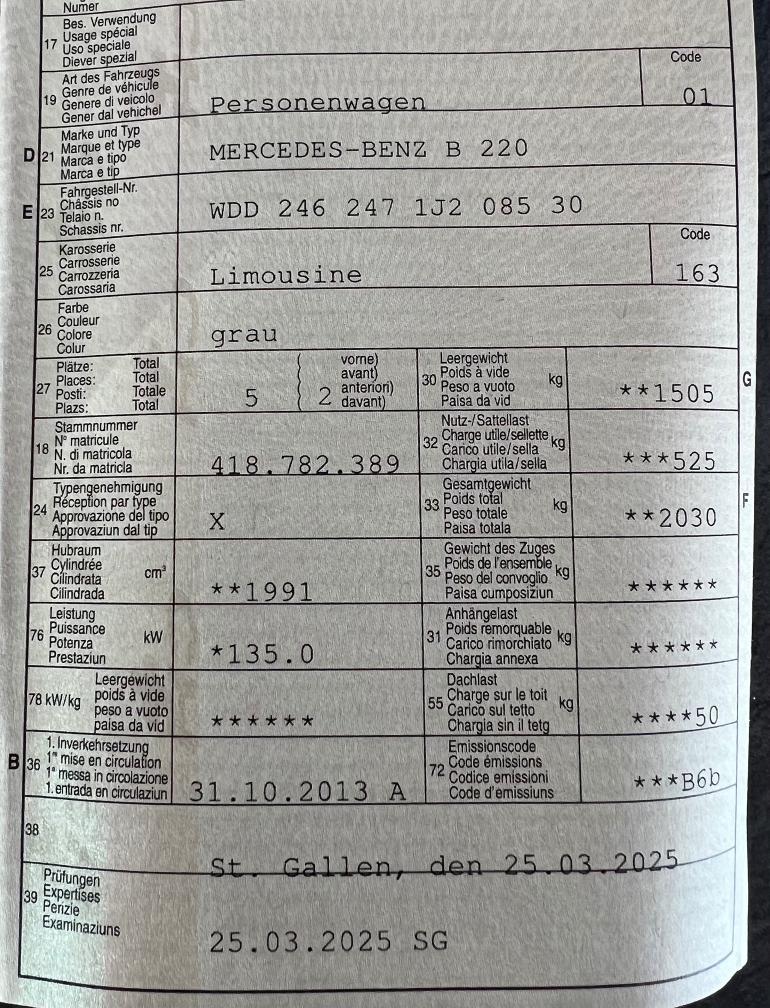 Numer
17 Bes. Verwendung
Usage spécial
Uso speciale
Diever spezial
19 Art des Fahrzeugs
Genre de véhicule
Genere di veicolo
Gener dal vehichel
Personenwagen
Code
01
D 21 Marke und Typ
Marque et type
Marca e tipo
Marca e tip
MERCEDES-BENZ B 220
E 23 Fahrgestell-Nr.
Châssis no
Telaio n.
Schassis nr.
WDD 246 247 1J2 085 30
25 Karosserie
Carrosserie
Carrozzeria
Carossaria
Limousine
Code
163
26 Farbe
Couleur
Colore
Colur
grau
27 Plätze: Total
Places: Total
Posti: Totale
Plazs: Total
5
2
vorne)
avant)
anteriori)
davant)
30 Leergewicht
Poids à vide
Peso a vuoto
Paisa da vid
kg
**1505
G
18 Stammnummer
N° matricule
N. di matricola
Nr. da matricla
418.782.389
32 Nutz-/Sattellast
Charge utile/sellette
Carico utile/sella
Chargia utila/sella
kg
***525
24 Typengenehmigung
Réception par type
Approvazione del tipo
Approvaziun dal tip
X
33 Gesamtgewicht
Poids total
Peso totale
Paisa totala
kg
**2030
F
37 Hubraum
Cylindrée
Cilindrata
Cilindrada
cm³
**1991
35 Gewicht des Zuges
Poids de l'ensemble
Peso del convoglio
Paisa cumposiziun
kg
******
76 Leistung
Puissance
Potenza
Prestaziun
kW
*135.0
31 Anhängelast
Poids remorquable
Carico rimorchiato
Chargia annexa
kg
******
78 kW/kg
Leergewicht
poids à vide
peso a vuoto
paisa da vid
******
55 Dachlast
Charge sur le toit
Carico sul tetto
Chargia sin il tetg
kg
****50
B 36 1. Inverkehrsetzung
1re mise en circulation
1a messa in circolazione
1. entrada en circulaziun
31.10.2013 A
72 Emissionscode
Code émissions
Codice emissioni
Code d'emissiuns
***B6b
38
St. Gallen, den 25.03.2025
39 Prüfungen
Expertises
Perizie
Examinaziuns
25.03.2025 SG